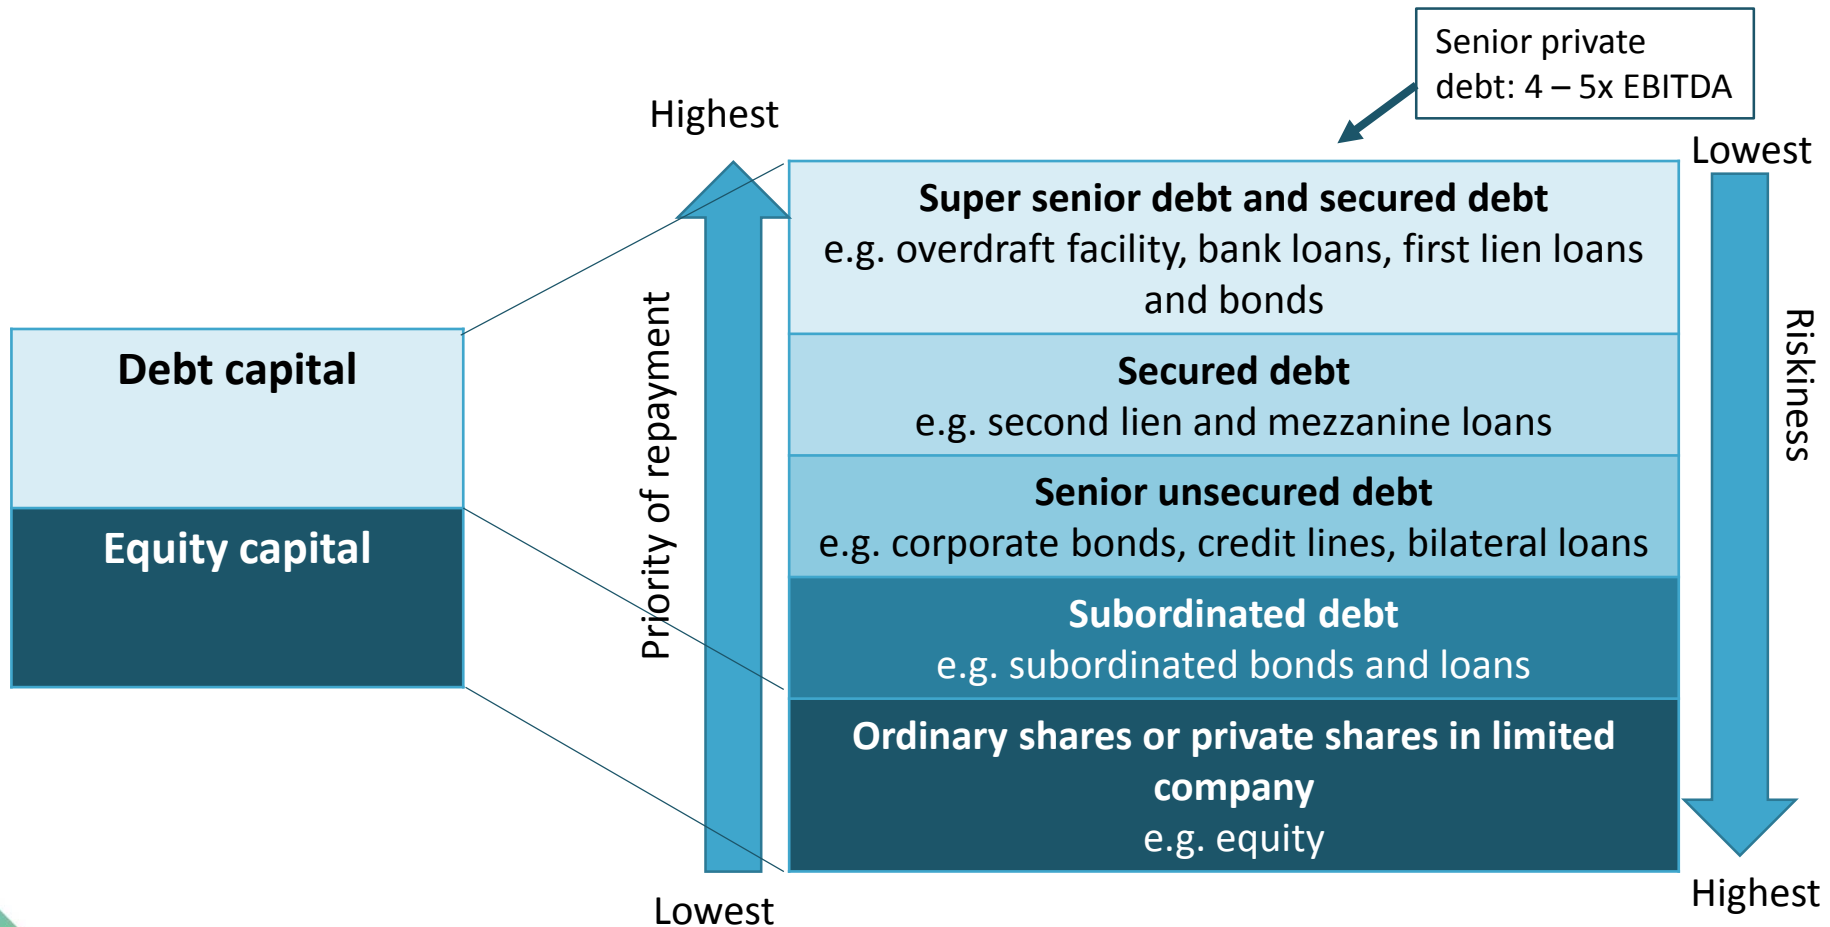 Senior private
debt: 4 – 5x EBITDA
Highest
Lowest
Super senior debt and secured debt
e.g. overdraft facility, bank loans, first lien loans
and bonds
Debt capital
Equity capital
Priority of repayment
Secured debt
e.g. second lien and mezzanine loans
Riskiness
Senior unsecured debt
e.g. corporate bonds, credit lines, bilateral loans
Subordinated debt
e.g. subordinated bonds and loans
Ordinary shares or private shares in limited
company
e.g. equity
Lowest
Highest